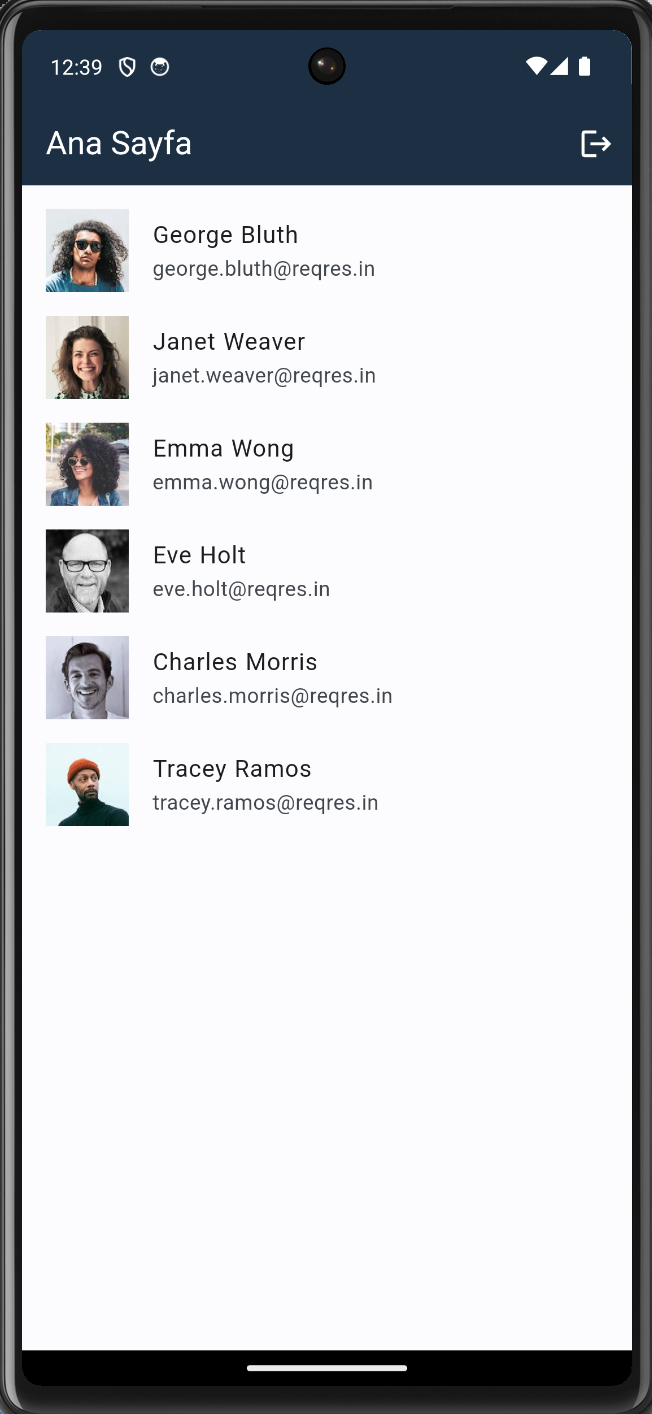 12:39
Ana Sayfa
George Bluth
george.bluth@reqres.in
Janet Weaver
janet.weaver@reqres.in
Emma Wong
emma.wong@reqres.in
Eve Holt
eve.holt@reqres.in
Charles Morris
charles.morris@reqres.in
Tracey Ramos
tracey.ramos@reqres.in